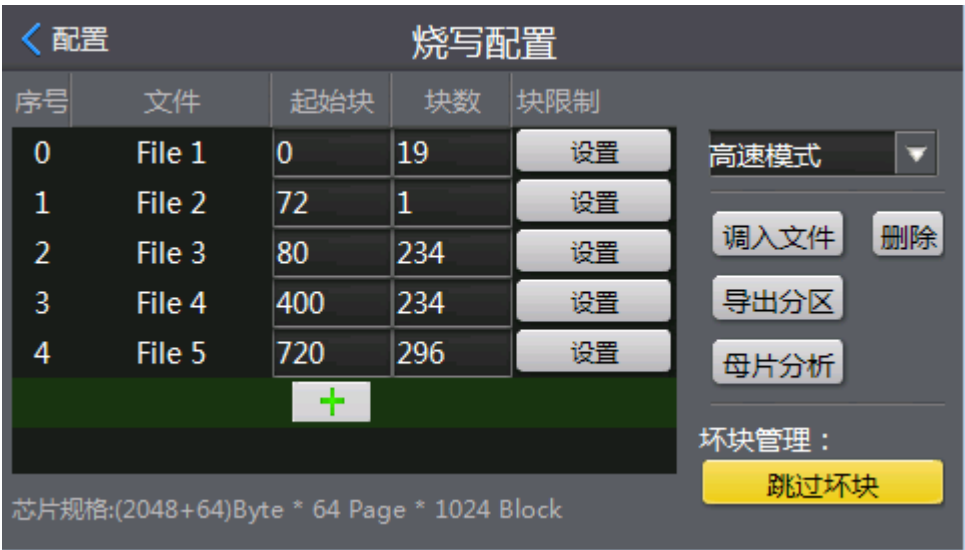 配置 烧写配置
序号 文件 起始块 块数 块限制
0 File 1 0 19 设置
高速模式
1 File 2 72 1 设置
调入文件 删除
2 File 3 80 234 设置
3 File 4 400 234 设置
导出分区
4 File 5 720 296 设置
母片分析
+
坏块管理：
跳过坏块
芯片规格:(2048+64)Byte * 64 Page * 1024 Block